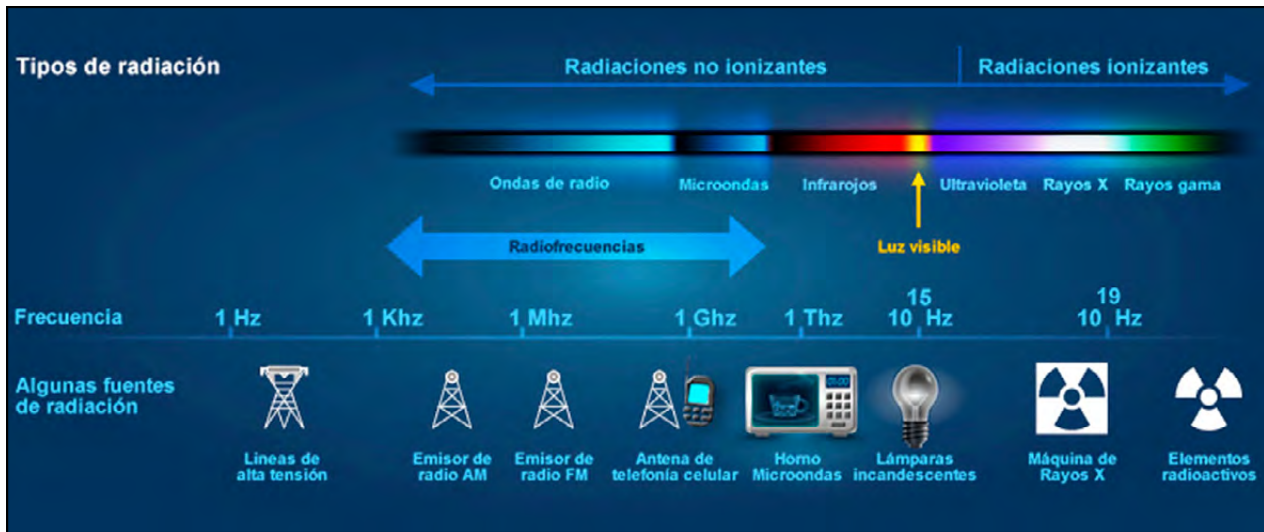 Tipos de radiación
Radiaciones no ionizantes
Radiaciones ionizantes
Ondas de radio
Microondas
Infrarojos
Ultravioleta
Rayos X
Rayos gama
Radiofrecuencias
Luz visible
Frecuencia
1 Hz
1 Khz
1 Mhz
1 Ghz
1 Thz
15
10 Hz
19
10 Hz
Algunas fuentes
de radiación
01:00
Lineas de
alta tensión
Emisor de
radio AM
Emisor de
radio FM
Antena de
telefonía celular
Horno
Microondas
Lámparas
incandescentes
Máquina de
Rayos X
Elementos
radioactivos